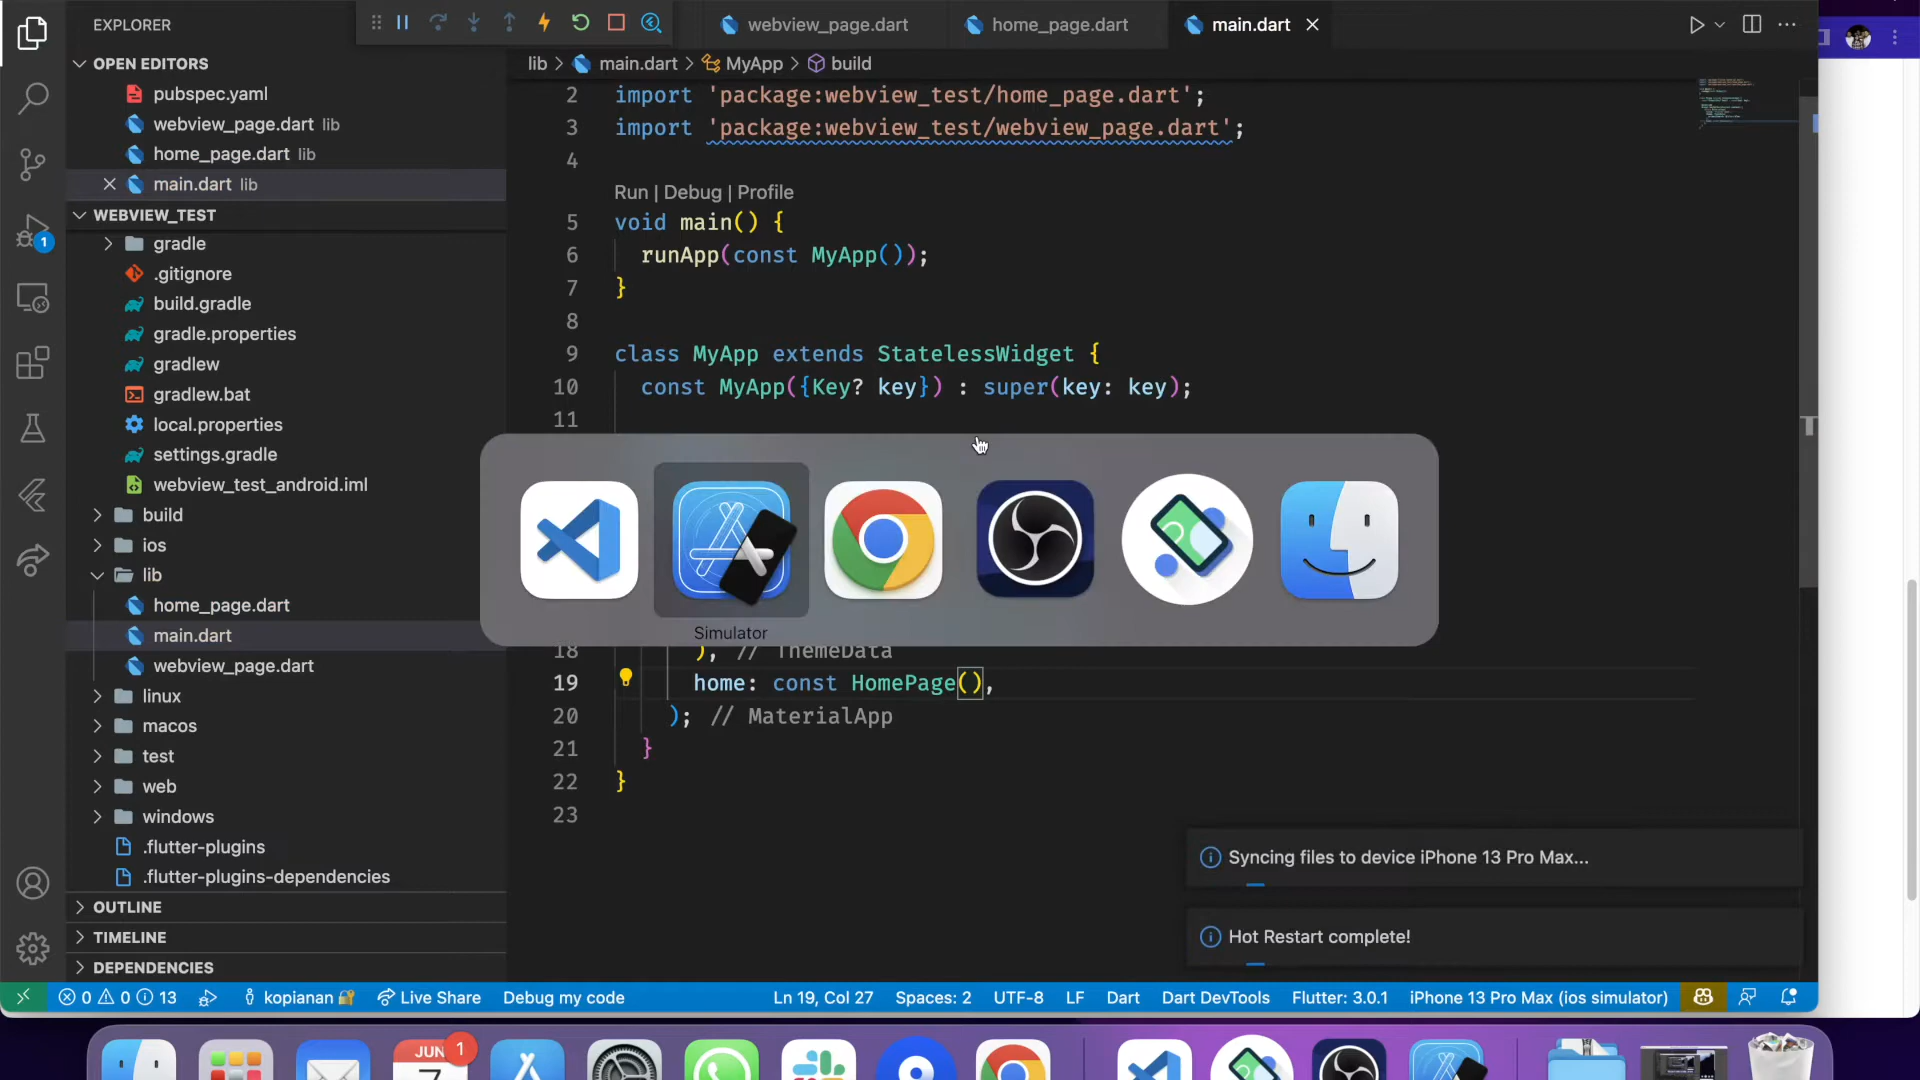 EXPLORER
webview_page.dart
home_page.dart
main.dart
OPEN EDITORS
pubspec.yaml
webview_page.dart lib
home_page.dart lib
main.dart lib
WEBVIEW_TEST
gradle
.gitignore
build.gradle
gradle.properties
gradlew
gradlew.bat
local.properties
settings.gradle
webview_test_android.iml
build
ios
lib
home_page.dart
main.dart
webview_page.dart
linux
macos
test
web
windows
.flutter-plugins
.flutter-plugins-dependencies
OUTLINE
TIMELINE
DEPENDENCIES
1
lib > main.dart > MyApp > build
2 import 'package:webview_test/home_page.dart';
3 import 'package:webview_test/webview_page.dart';
4
Run | Debug | Profile
5 void main() {
6 runApp(const MyApp());
7 }
8
9 class MyApp extends StatelessWidget {
10 const MyApp({Key? key}) : super(key: key);
11
Simulator
18 ), // ThemeData
19 home: const HomePage(),
20 ); // MaterialApp
21 }
22 }
23
Syncing files to device iPhone 13 Pro Max...
Hot Restart complete!
0 0 13 kopianan Live Share Debug my code Ln 19, Col 27 Spaces: 2 UTF-8 LF Dart Dart DevTools Flutter: 3.0.1 iPhone 13 Pro Max (ios simulator)
JUN 1